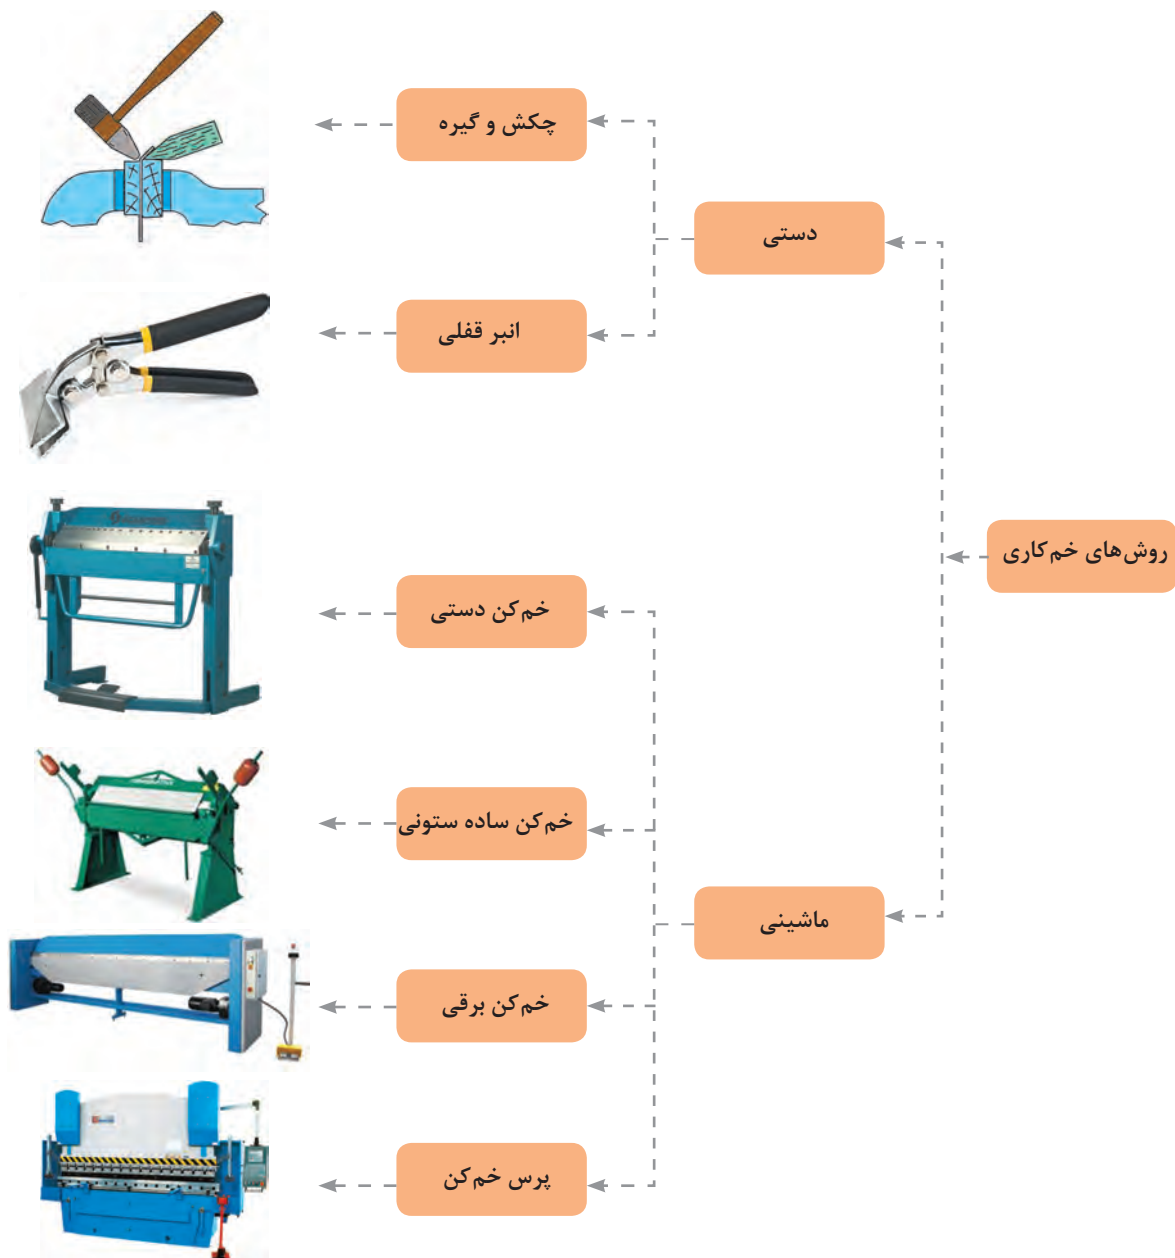 روش‌های خم‌کاری
دستی
چکش و گیره
انبر قفلی
ماشینی
خم‌کن دستی
خم‌کن ساده ستونی
خم‌کن برقی
پرس خم‌کن